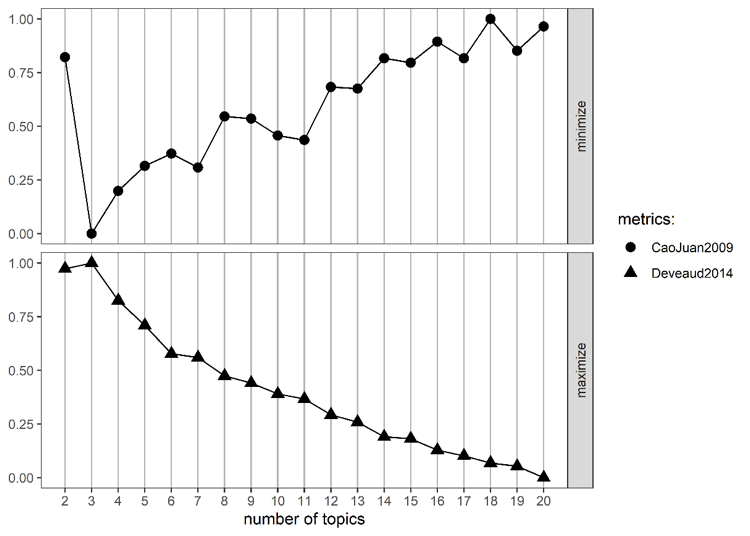 1.00
0.75
0.50
0.25
0.00
minimize
1.00
0.75
0.50
0.25
0.00
maximize
2 3 4 5 6 7 8 9 10 11 12 13 14 15 16 17 18 19 20
number of topics
metrics:
CaoJuan2009
Deveaud2014